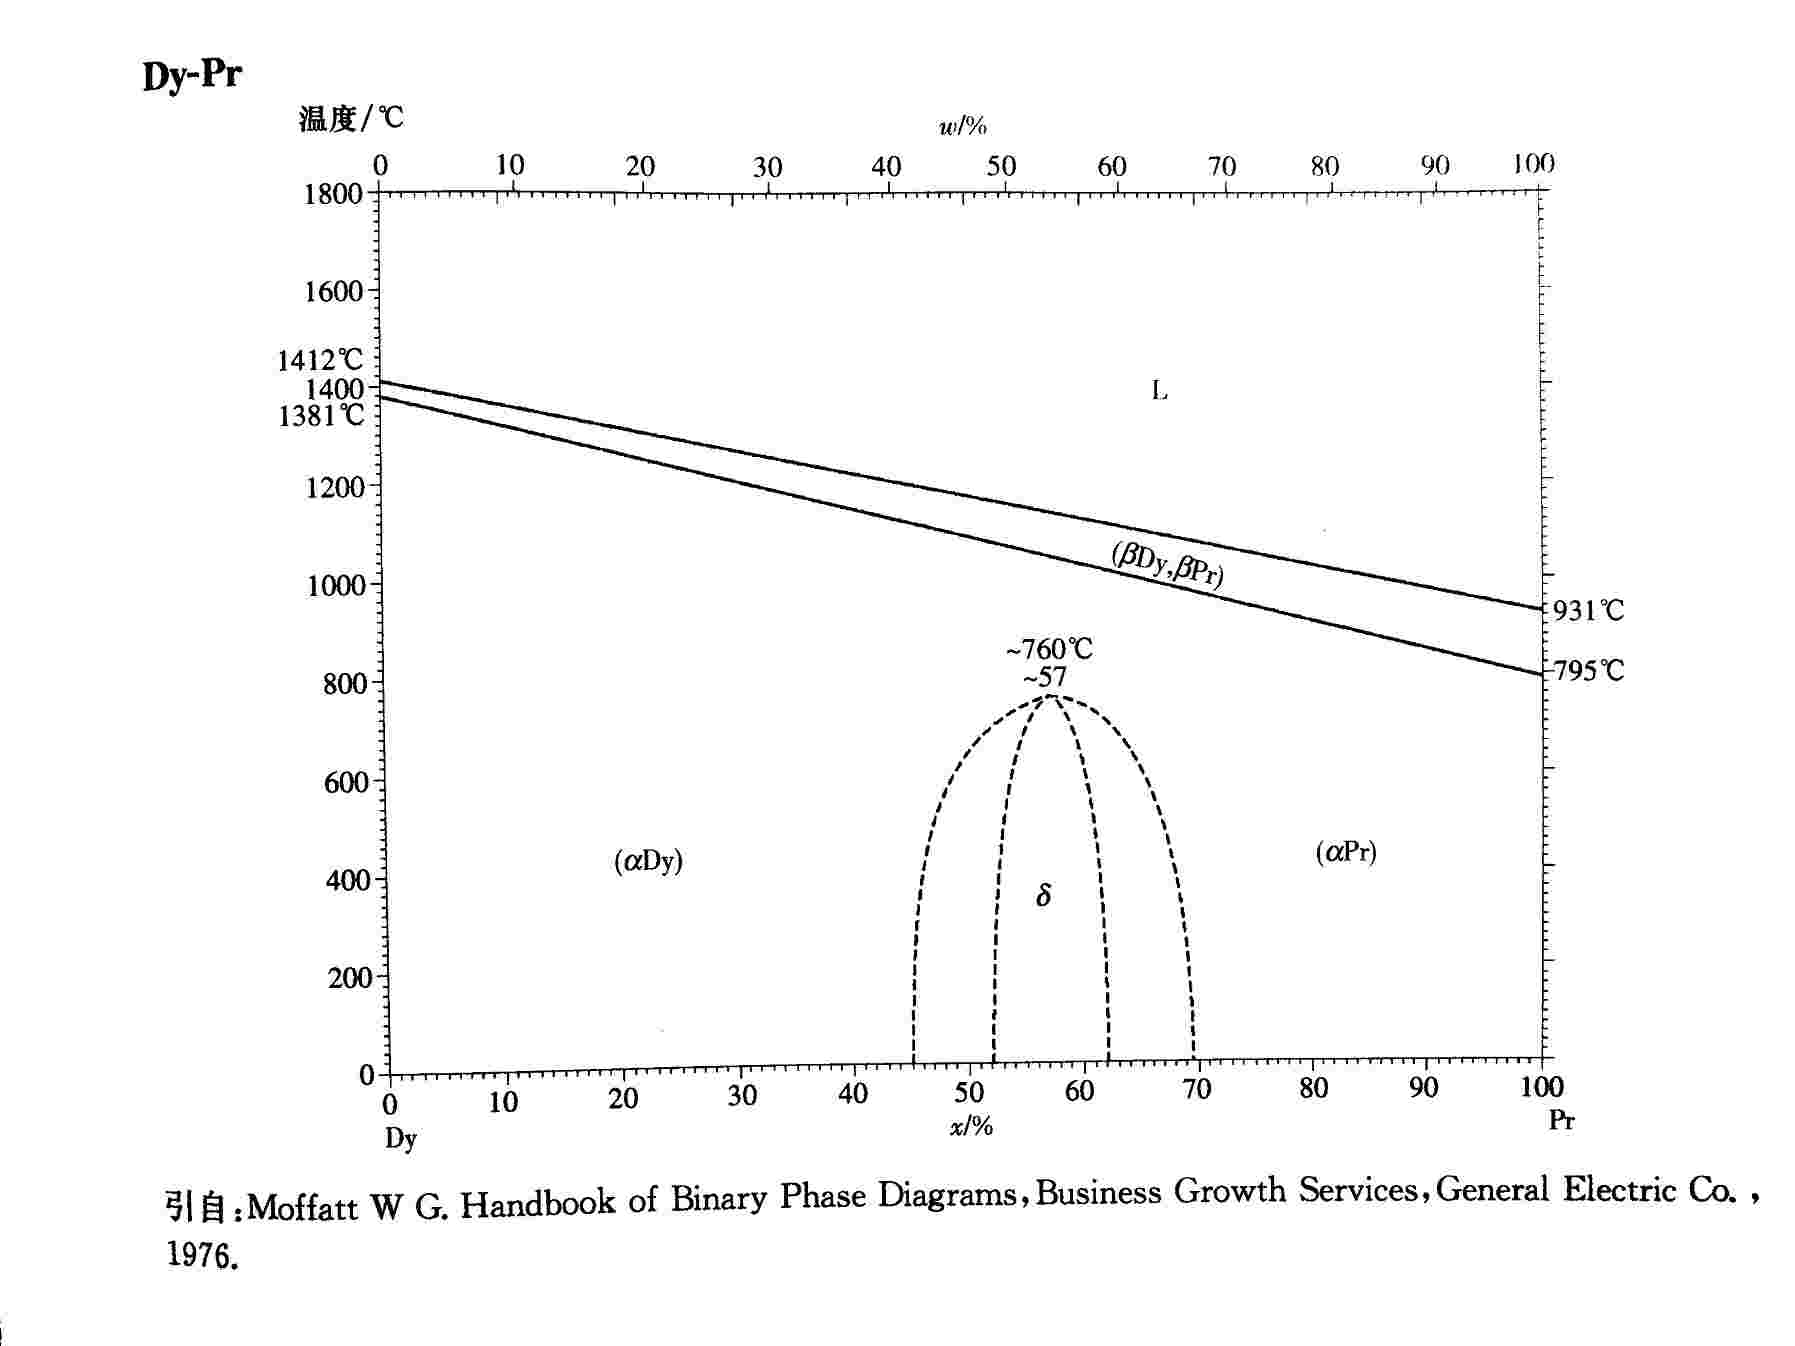 Dy-Pr
温度/℃
w/%
0 10 20 30 40 50 60 70 80 90 100
1800
1600
1412℃
1400
1381℃
1200
1000
800
600
400
200
0
L
(βDy,βPr)
931℃
795℃
~760℃
~57
(αDy)
δ
(αPr)
0 10 20 30 40 50 60 70 80 90 100
Dy
x/%
Pr
引自:Moffatt W G. Handbook of Binary Phase Diagrams,Business Growth Services,General Electric Co. ,
1976.